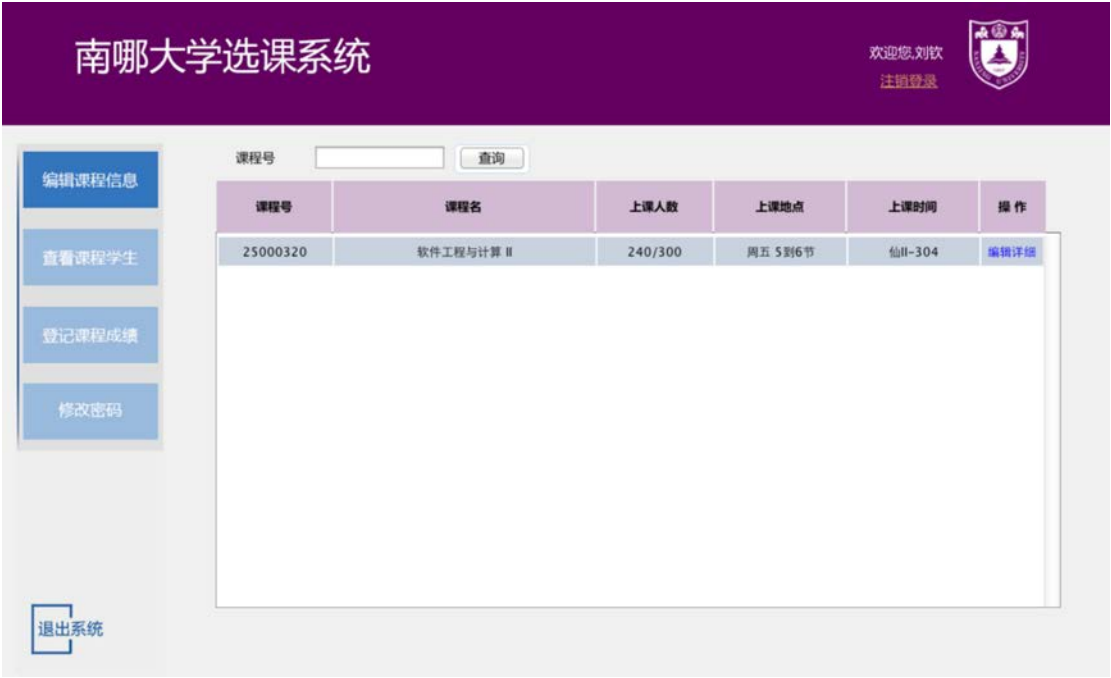 南哪大学选课系统
欢迎您,刘钦
注销登录
编辑课程信息
查看课程学生
登记课程成绩
修改密码
退出系统
课程号 查询
课程号 课程名 上课人数 上课地点 上课时间 操 作
25000320 软件工程与计算 II 240/300 周五 5到6节 仙II-304 编辑详细